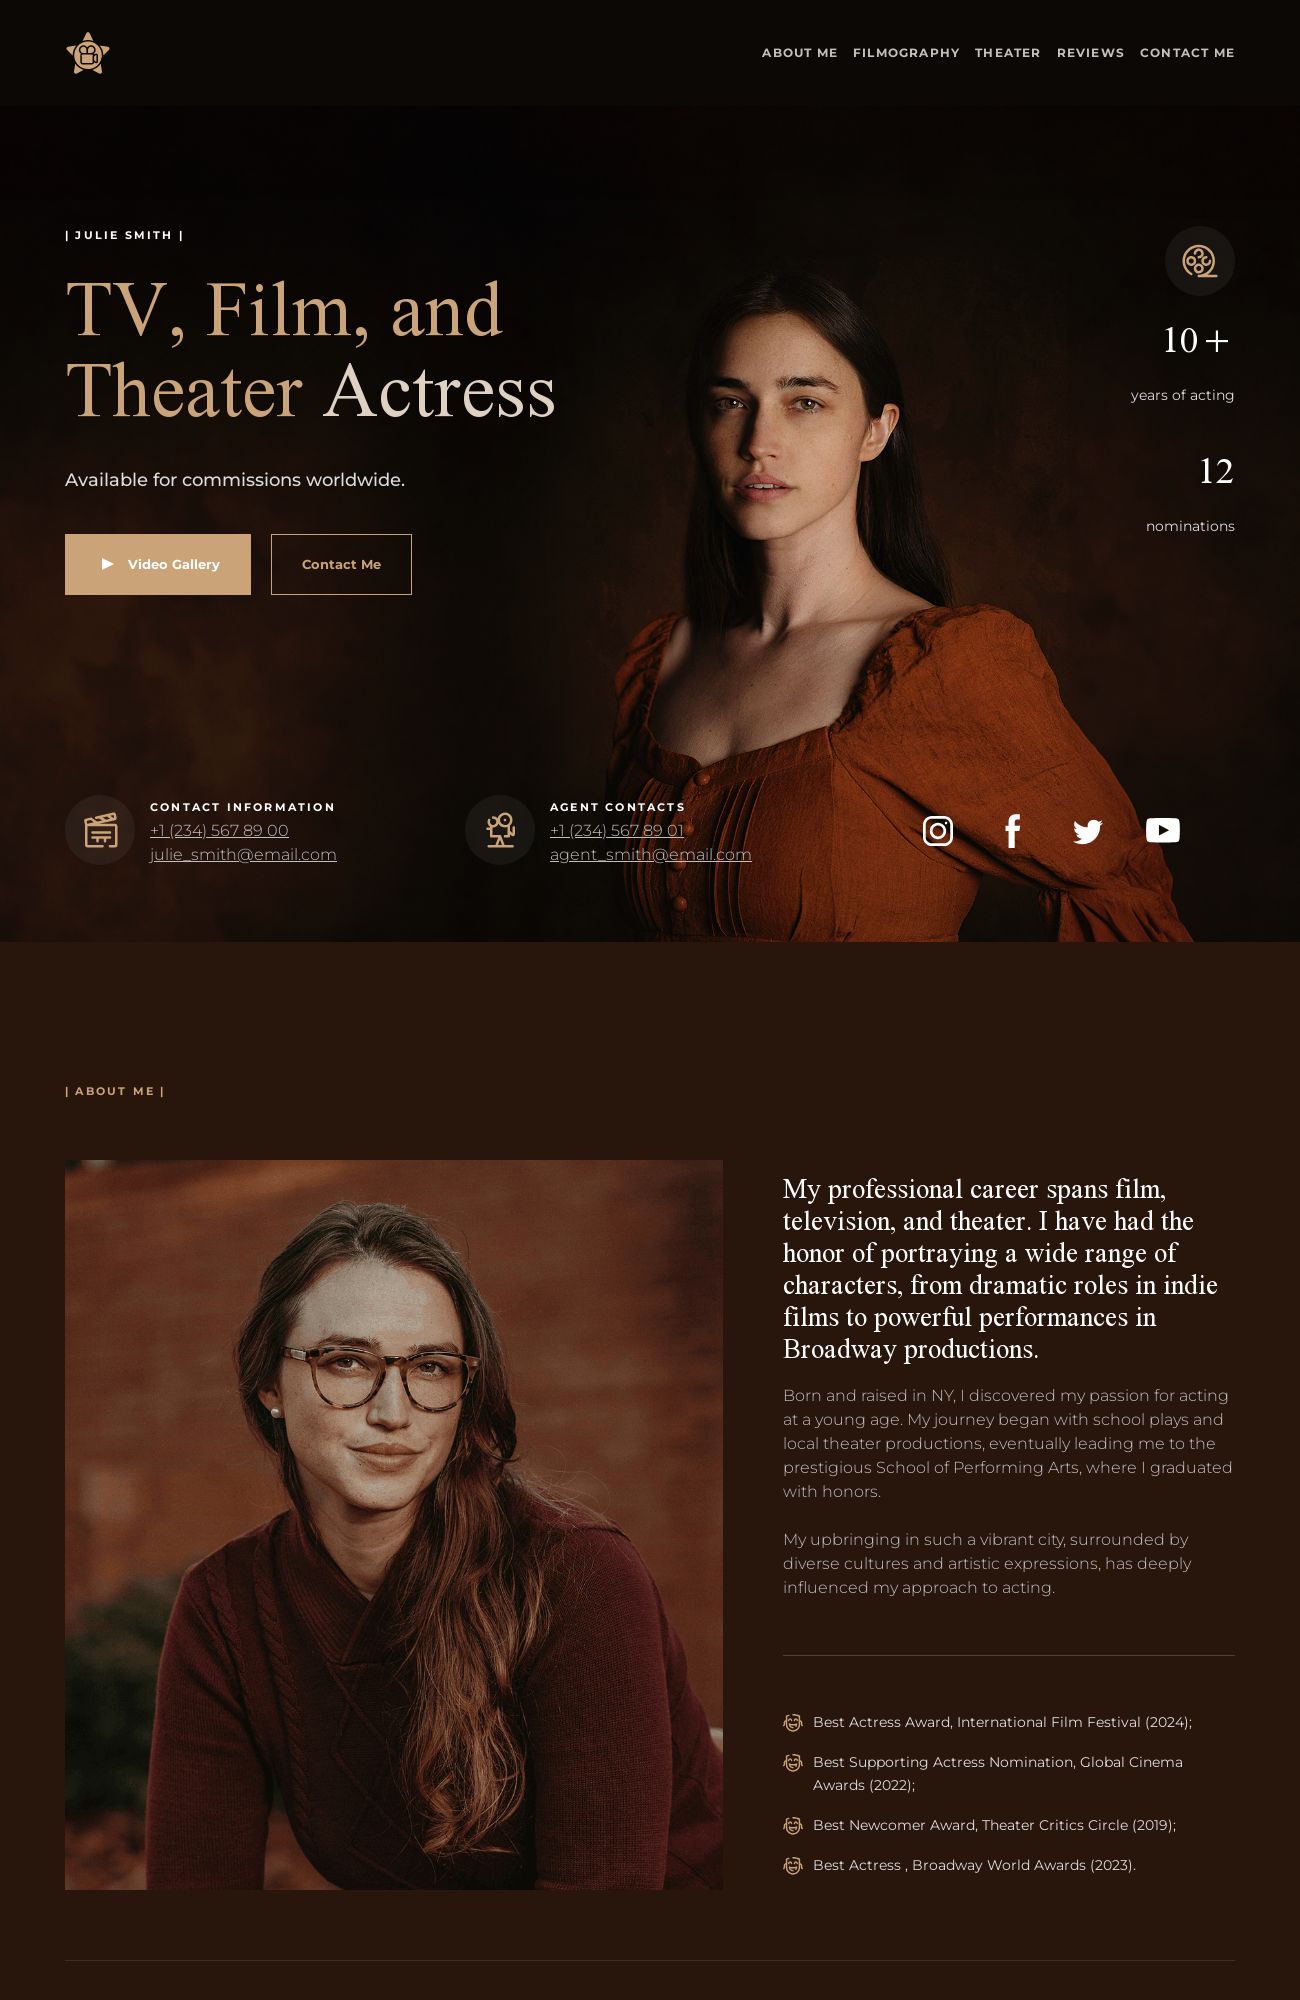 ABOUT ME FILMOGRAPHY THEATER REVIEWS CONTACT ME
| JULIE SMITH |
TV, Film, and
Theater Actress
Available for commissions worldwide.
Video Gallery
Contact Me
10+
years of acting
12
nominations
CONTACT INFORMATION
+1 (234) 567 89 00
julie_smith@email.com
AGENT CONTACTS
+1 (234) 567 89 01
agent_smith@email.com
| ABOUT ME |
My professional career spans film,
television, and theater. I have had the
honor of portraying a wide range of
characters, from dramatic roles in indie
films to powerful performances in
Broadway productions.
Born and raised in NY, I discovered my passion for acting
at a young age. My journey began with school plays and
local theater productions, eventually leading me to the
prestigious School of Performing Arts, where I graduated
with honors.
My upbringing in such a vibrant city, surrounded by
diverse cultures and artistic expressions, has deeply
influenced my approach to acting.
Best Actress Award, International Film Festival (2024);
Best Supporting Actress Nomination, Global Cinema
Awards (2022);
Best Newcomer Award, Theater Critics Circle (2019);
Best Actress , Broadway World Awards (2023).